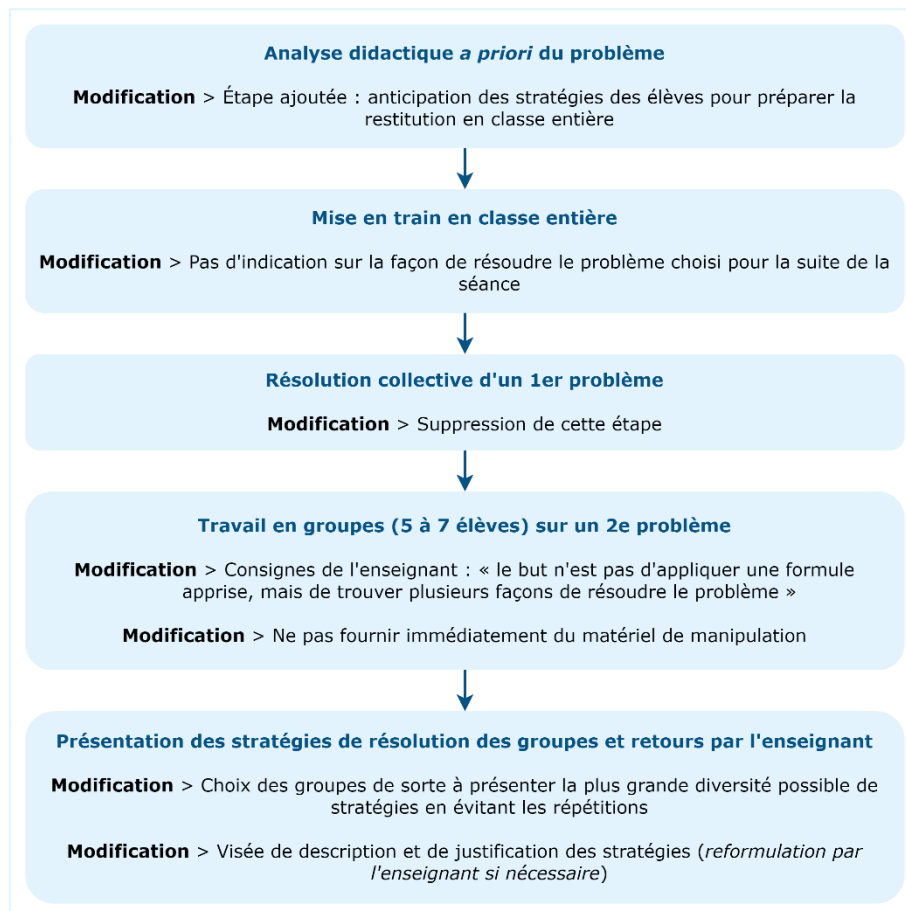 Analyse didactique a priori du problème
Modification > Étape ajoutée : anticipation des stratégies des élèves pour préparer la
restitution en classe entière
Mise en train en classe entière
Modification > Pas d'indication sur la façon de résoudre le problème choisi pour la suite de la
séance
Résolution collective d'un 1er problème
Modification > Suppression de cette étape
Travail en groupes (5 à 7 élèves) sur un 2e problème
Modification > Consignes de l'enseignant : « le but n'est pas d'appliquer une formule
apprise, mais de trouver plusieurs façons de résoudre le problème »
Modification > Ne pas fournir immédiatement du matériel de manipulation
Présentation des stratégies de résolution des groupes et retours par l'enseignant
Modification > Choix des groupes de sorte à présenter la plus grande diversité possible de
stratégies en évitant les répétitions
Modification > Visée de description et de justification des stratégies (reformulation par
l'enseignant si nécessaire)